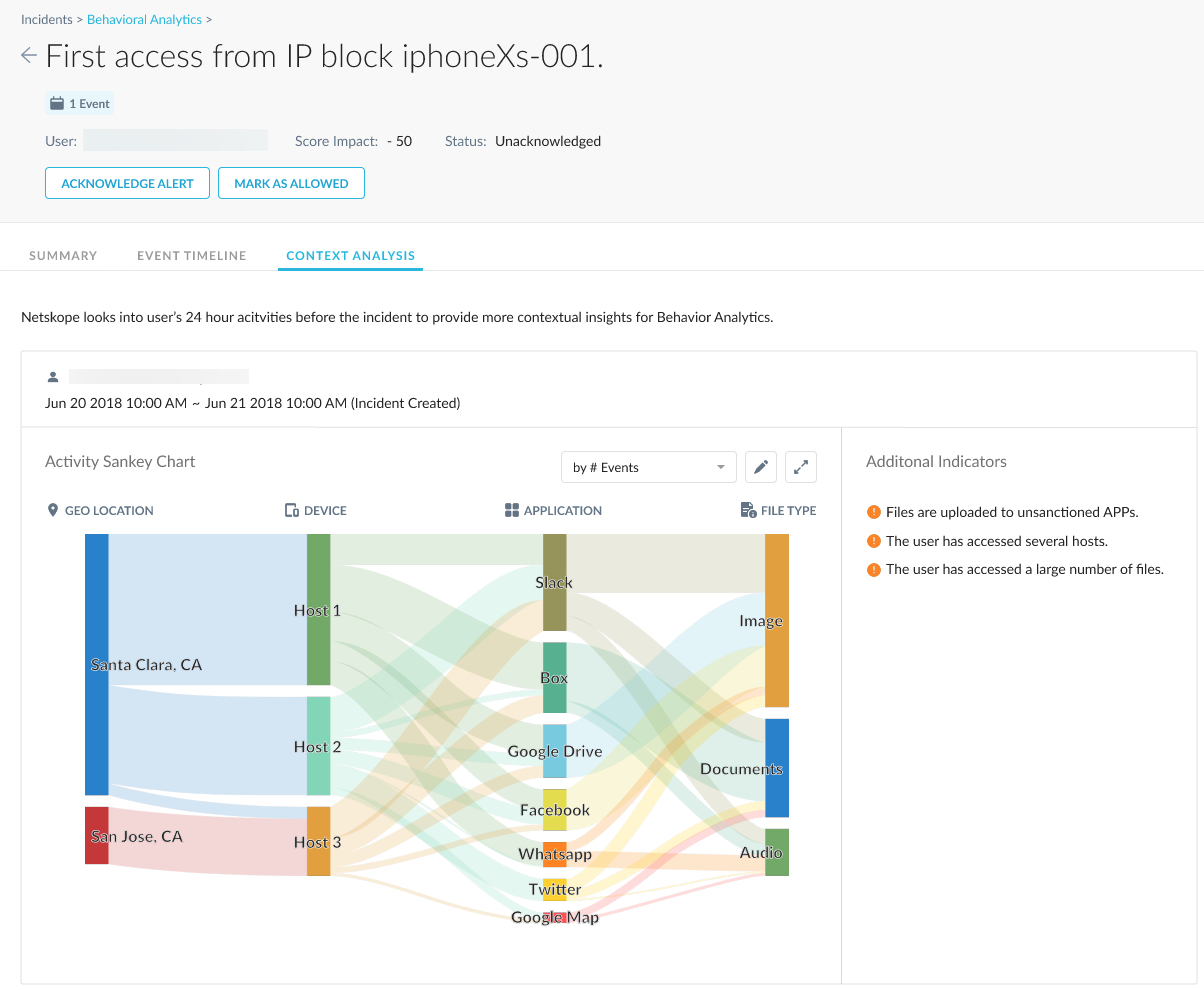 Incidents > Behavioral Analytics >
First access from IP block iphoneXs-001.
1 Event
User: Score Impact: - 50 Status: Unacknowledged
ACKNOWLEDGE ALERT MARK AS ALLOWED
SUMMARY EVENT TIMELINE CONTEXT ANALYSIS
Netskope looks into user's 24 hour acitvities before the incident to provide more contextual insights for Behavior Analytics.
Jun 20 2018 10:00 AM ~ Jun 21 2018 10:00 AM (Incident Created)
Activity Sankey Chart
by # Events
GEO LOCATION DEVICE APPLICATION FILE TYPE
Santa Clara, CA
San Jose, CA
Host 1
Host 2
Host 3
Slack
Box
Google Drive
Facebook
Whatsapp
Twitter
Google Map
Image
Documents
Audio
Additonal Indicators
Files are uploaded to unsanctioned APPs.
The user has accessed several hosts.
The user has accessed a large number of files.